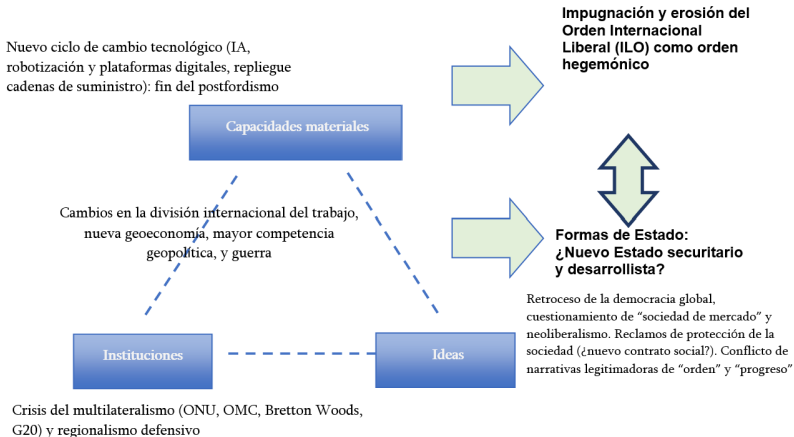 Impugnación y erosión del
Orden Internacional
Liberal (ILO) como orden
hegemónico
Nuevo ciclo de cambio tecnológico (IA,
robotización y plataformas digitales, repliegue
cadenas de suministro): fin del postfordismo
Capacidades materiales
Cambios en la división internacional del trabajo,
nueva geoeconomía, mayor competencia
geopolítica, y guerra
Formas de Estado:
¿Nuevo Estado securitario
y desarrollista?
Retroceso de la democracia global,
cuestionamiento de “sociedad de mercado” y
neoliberalismo. Reclamos de protección de la
sociedad (¿nuevo contrato social?). Conflicto de
narrativas legitimadoras de “orden” y “progreso”
Instituciones
Ideas
Crisis del multilateralismo (ONU, OMC, Bretton Woods,
G20) y regionalismo defensivo